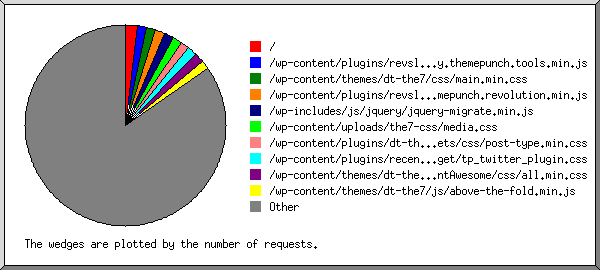 /
/wp-content/plugins/revsl...y.themepunch.tools.min.js
/wp-content/themes/dt-the7/css/main.min.css
/wp-content/plugins/revsl...mepunch.revolution.min.js
/wp-includes/js/jquery/jquery-migrate.min.js
/wp-content/uploads/the7-css/media.css
/wp-content/plugins/dt-th...ets/css/post-type.min.css
/wp-content/plugins/recen...get/tp_twitter_plugin.css
/wp-content/themes/dt-the...ntAwesome/css/all.min.css
/wp-content/themes/dt-the7/js/above-the-fold.min.js
Other
The wedges are plotted by the number of requests.